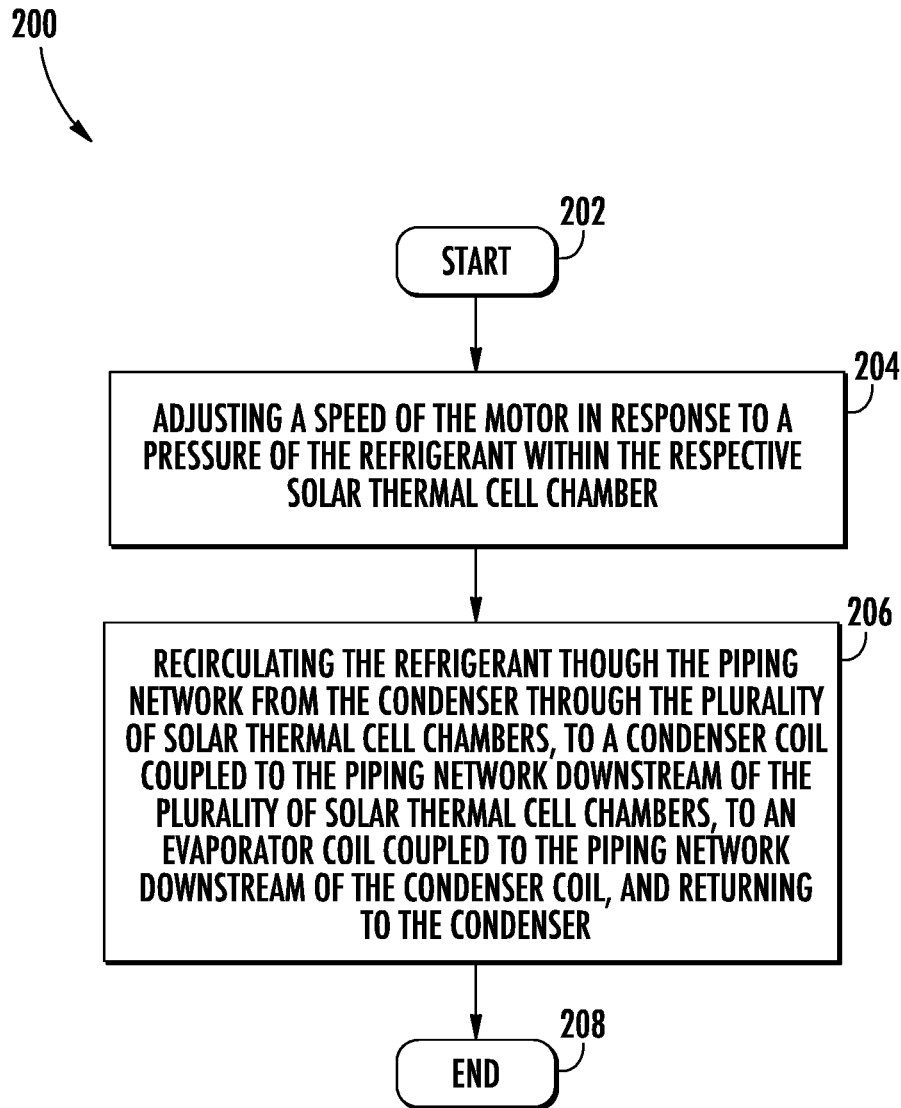 200
202
START
204
ADJUSTING A SPEED OF THE MOTOR IN RESPONSE TO A
PRESSURE OF THE REFRIGERANT WITHIN THE RESPECTIVE
SOLAR THERMAL CELL CHAMBER
206
RECIRCULATING THE REFRIGERANT THOUGH THE PIPING
NETWORK FROM THE CONDENSER THROUGH THE PLURALITY
OF SOLAR THERMAL CELL CHAMBERS, TO A CONDENSER COIL
COUPLED TO THE PIPING NETWORK DOWNSTREAM OF THE
PLURALITY OF SOLAR THERMAL CELL CHAMBERS, TO AN
EVAPORATOR COIL COUPLED TO THE PIPING NETWORK
DOWNSTREAM OF THE CONDENSER COIL, AND RETURNING
TO THE CONDENSER
208
END